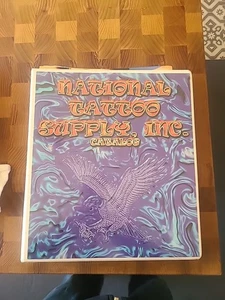 NATIONAL
TATTOO
SUPPLY, INC.
CATALOG